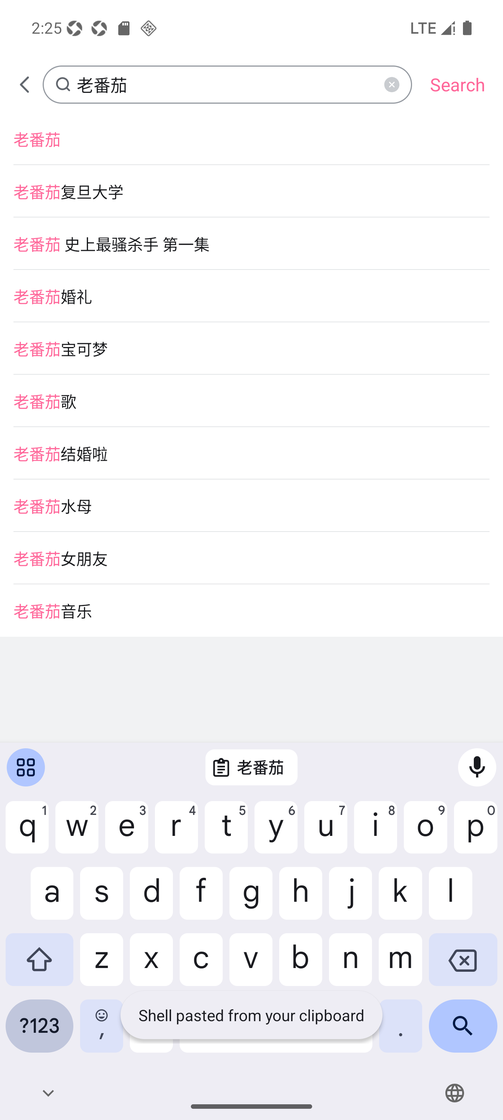 2:25 LTE
老番茄 Search
老番茄
老番茄复旦大学
老番茄 史上最骚杀手 第一集
老番茄婚礼
老番茄宝可梦
老番茄歌
老番茄结婚啦
老番茄水母
老番茄女朋友
老番茄音乐
老番茄
q1 w2 e3 r4 t5 y6 u7 i8 o9 p0
a s d f g h j k l
z x c v b n m
?123 , Shell pasted from your clipboard .